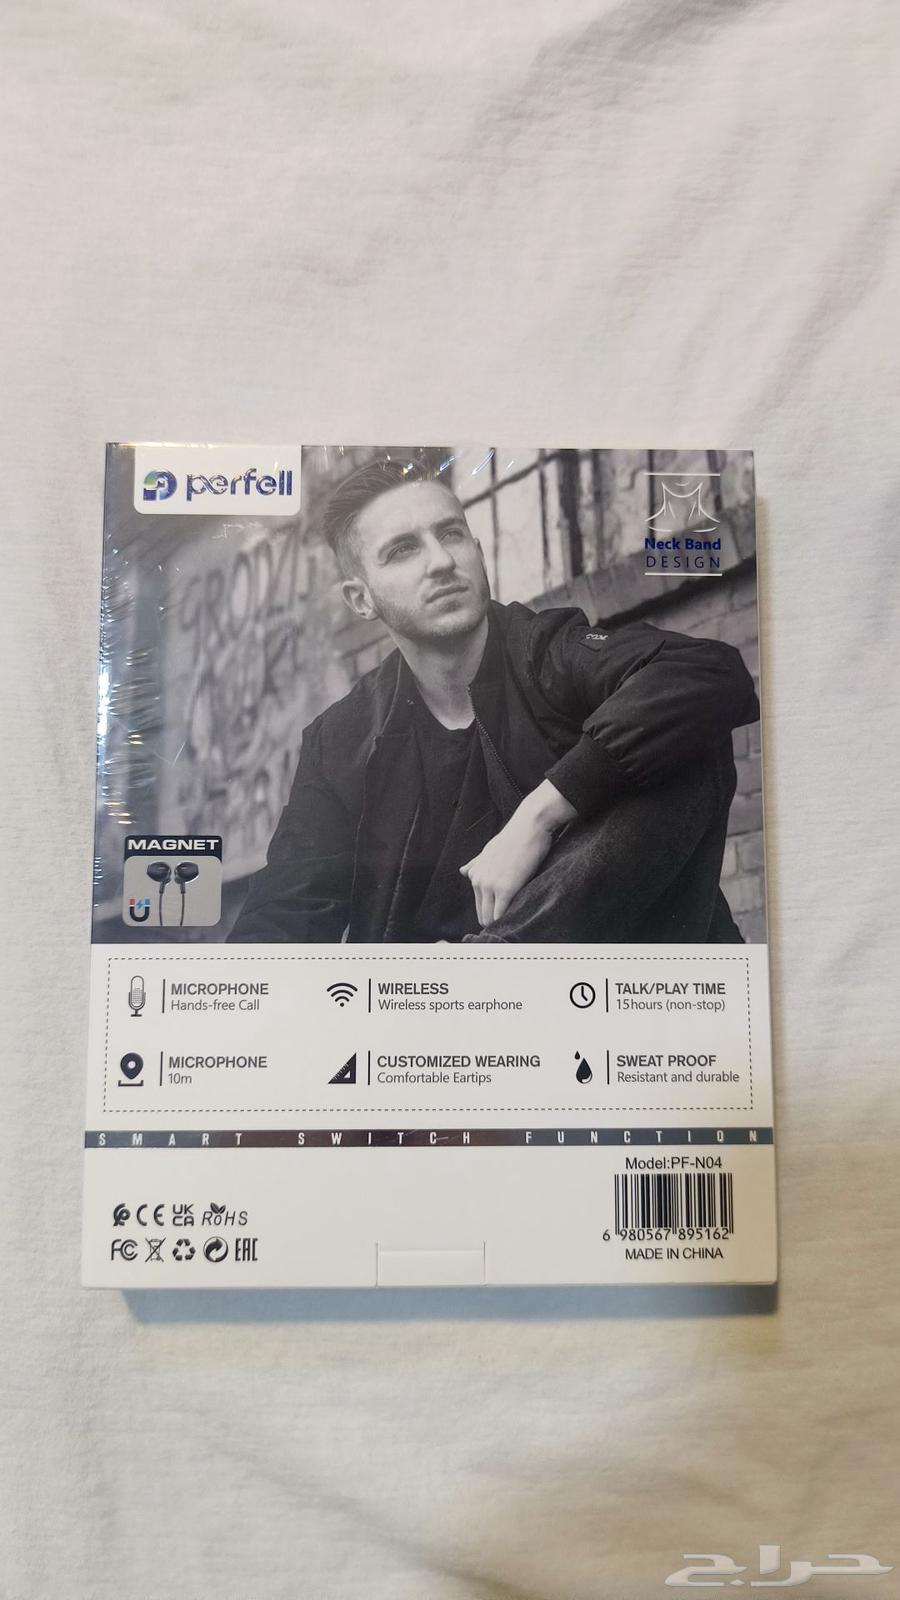 perfell
Neck Band
DESIGN
MAGNET
MICROPHONE
Hands-free Call
WIRELESS
Wireless sports earphone
TALK/PLAY TIME
15hours (non-stop)
MICROPHONE
10m
CUSTOMIZED WEARING
Comfortable Eartips
SWEAT PROOF
Resistant and durable
SMART SWITCH FUNCTION
Model:PF-N04
CE UK CA RoHS
FC EAC
6 980567 895162
MADE IN CHINA
حراج